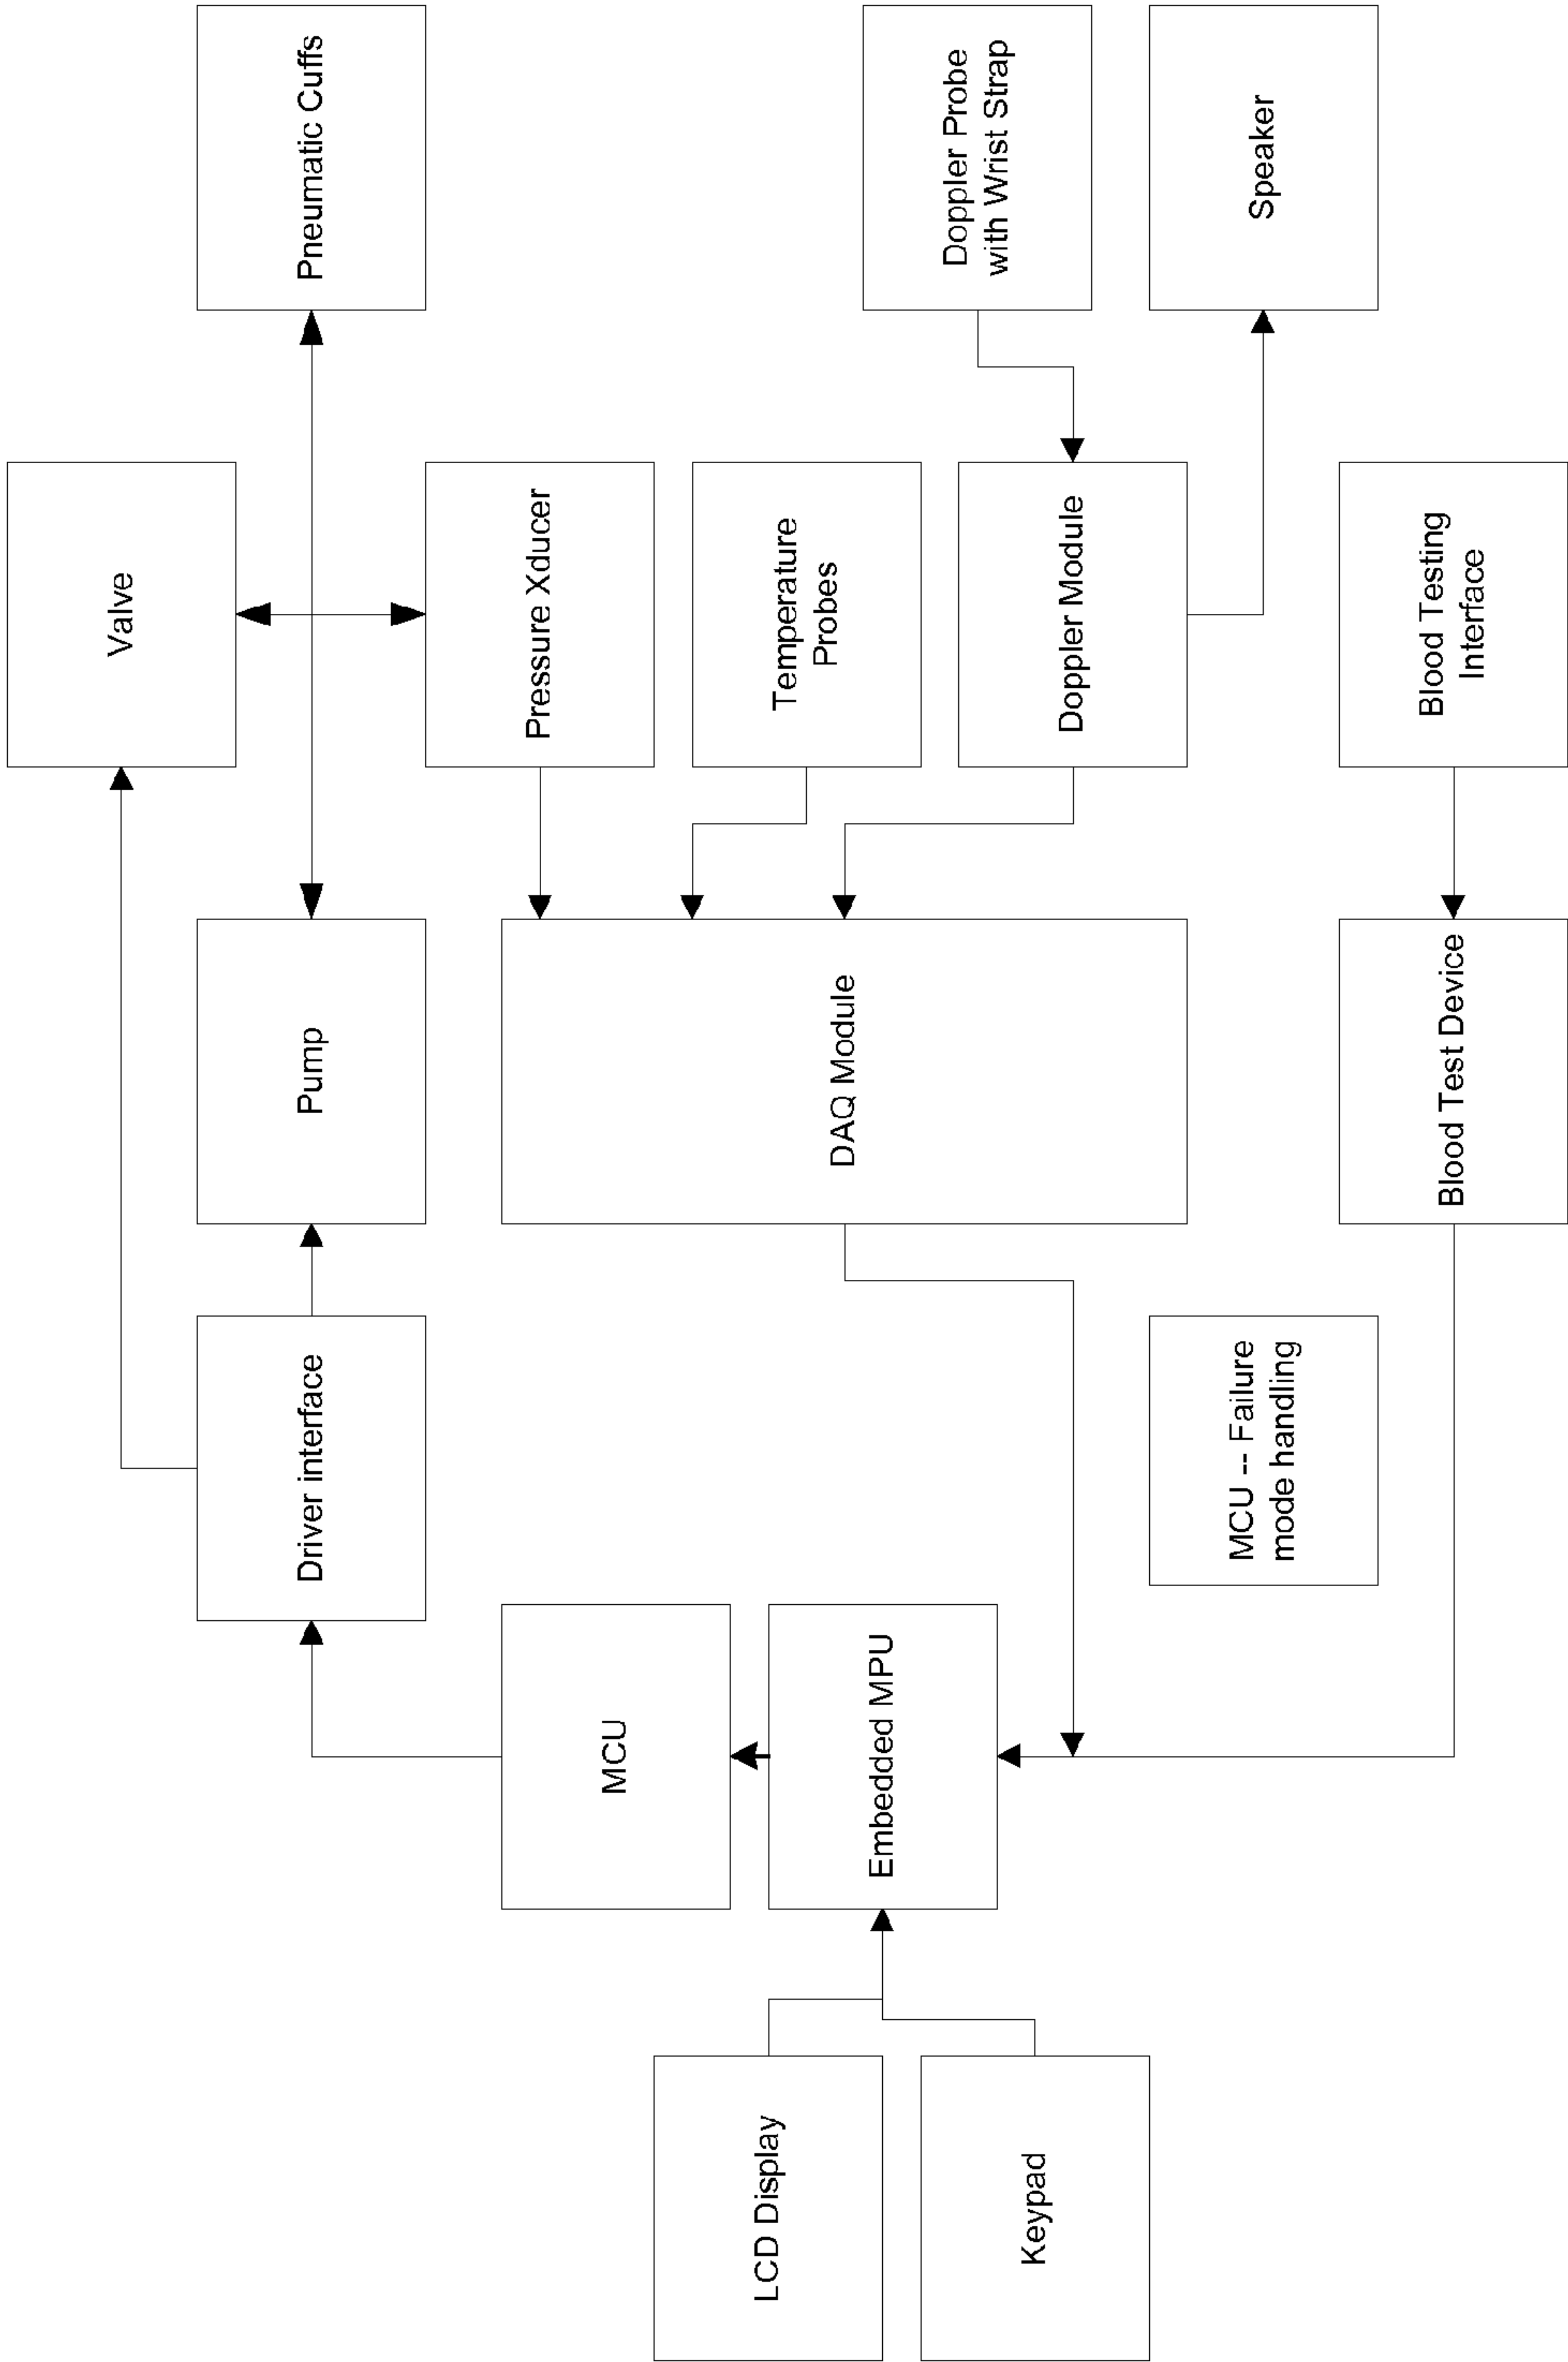 Valve
Pneumatic Cuffs
Driver interface
Pump
Pressure Xducer
MCU
LCD Display
Temperature
Probes
Embedded MPU
DAQ Module
Doppler Probe
with Wrist Strap
Keypad
Doppler Module
MCU -- Failure
mode handling
Speaker
Blood Test Device
Blood Testing
Interface